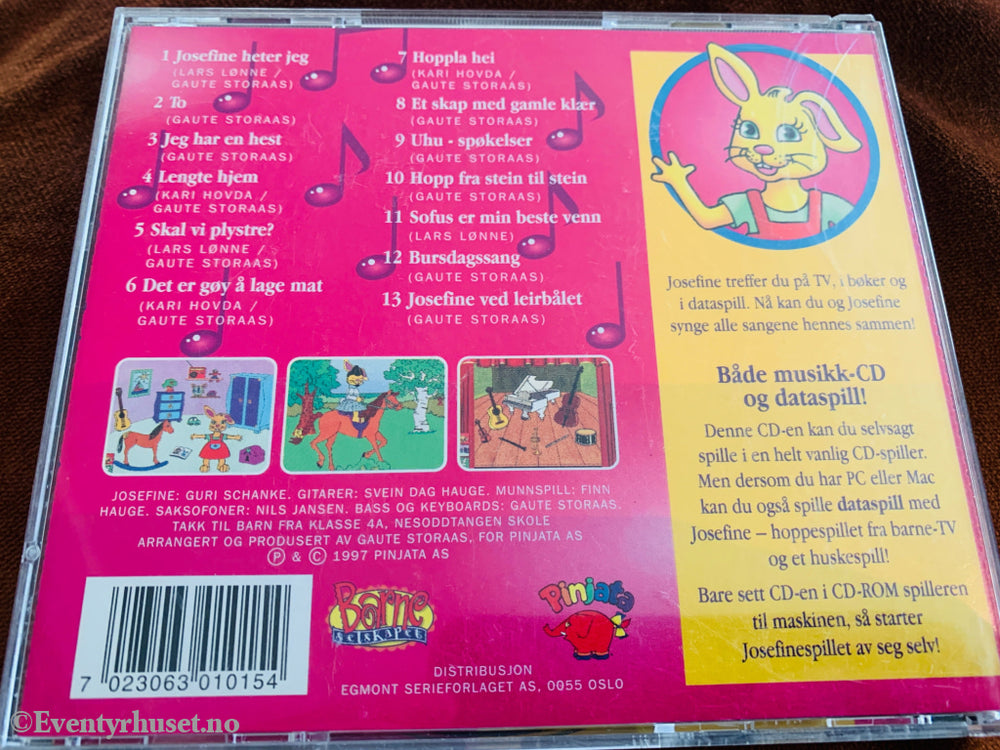 1 Josefine heter jeg
(LARS LØNNE /
GAUTE STORAAS)
2 To
(GAUTE STORAAS)
3 Jeg har en hest
(GAUTE STORAAS)
4 Lengte hjem
(KARI HOVDA /
GAUTE STORAAS)
5 Skal vi plystre?
(LARS LØNNE /
GAUTE STORAAS)
6 Det er gøy å lage mat
(KARI HOVDA /
GAUTE STORAAS)
7 Hoppla hei
(KARI HOVDA /
GAUTE STORAAS)
8 Et skap med gamle klær
(GAUTE STORAAS)
9 Uhu - spøkelser
(GAUTE STORAAS)
10 Hopp fra stein til stein
(GAUTE STORAAS)
11 Sofus er min beste venn
(LARS LØNNE)
12 Bursdagssang
(GAUTE STORAAS)
13 Josefine ved leirbålet
(GAUTE STORAAS)
Josefine treffer du på TV, i bøker og
i dataspill. Nå kan du og Josefine
synge alle sangene hennes sammen!
Både musikk-CD
og dataspill!
Denne CD-en kan du selvsagt
spille i en helt vanlig CD-spiller.
Men dersom du har PC eller Mac
kan du også spille dataspill med
Josefine – hoppespillet fra barne-TV
og et huskespill!
Bare sett CD-en i CD-ROM spilleren
til maskinen, så starter
Josefinespillet av seg selv!
JOSEFINE: GURI SCHANKE. GITARER: SVEIN DAG HAUGE. MUNNSPILL: FINN
HAUGE. SAKSOFONER: NILS JANSEN. BASS OG KEYBOARDS: GAUTE STORAAS.
TAKK TIL BARN FRA KLASSE 4A, NESODDTANGEN SKOLE
ARRANGERT OG PRODUSERT AV GAUTE STORAAS, FOR PINJATA AS
Ⓟ & © 1997 PINJATA AS
Barne
selskapet
Pinjata
DISTRIBUSJON
EGMONT SERIEFORLAGET AS, 0055 OSLO
7 023063 010154
©Eventyrhuset.no